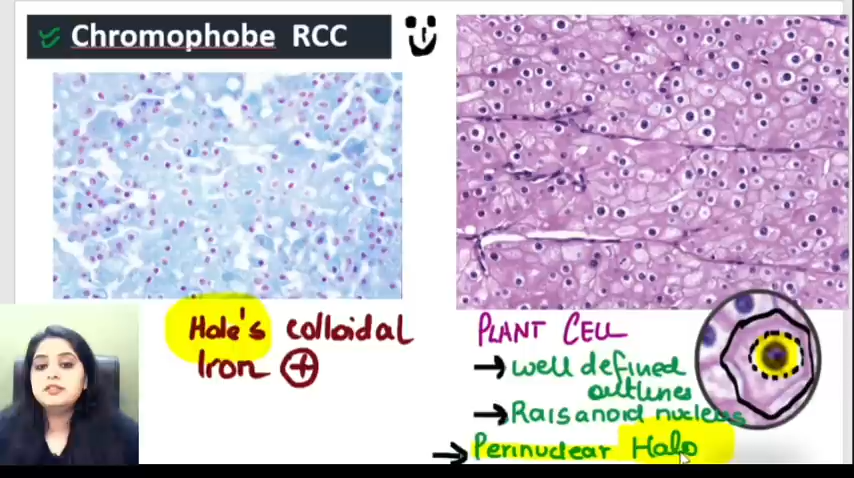 Chromophobe RCC
Hale's colloidal
Iron +
PLANT CELL
→ well defined
outlines
→ Raisanoid nucleus
→ Perinuclear Halo